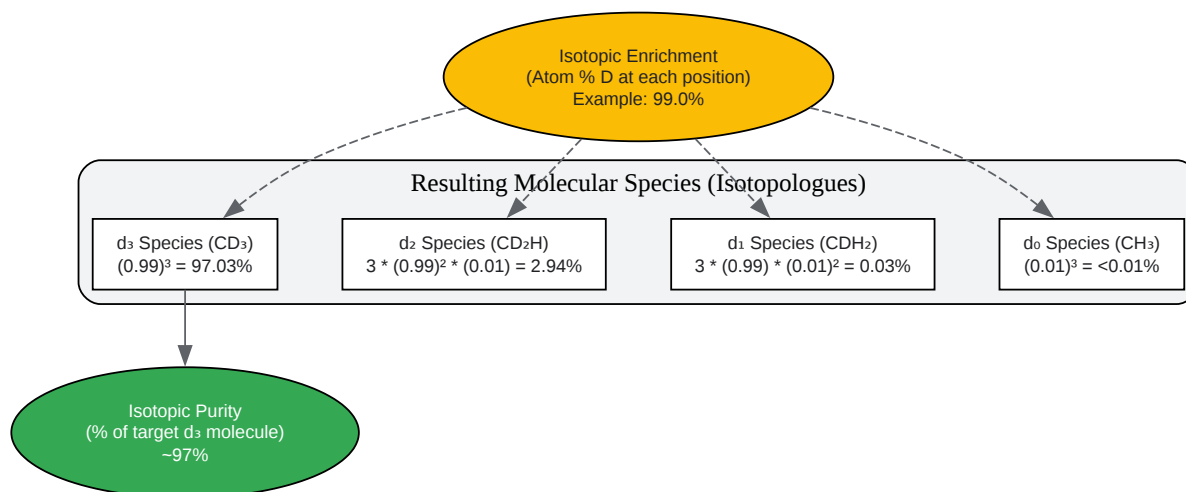 Isotopic Enrichment
(Atom % D at each position)
Example: 99.0%
Resulting Molecular Species (Isotopologues)
d₃ Species (CD₃)
(0.99)³ = 97.03%
d₂ Species (CD₂H)
3 * (0.99)² * (0.01) = 2.94%
d₁ Species (CDH₂)
3 * (0.99) * (0.01)² = 0.03%
d₀ Species (CH₃)
(0.01)³ = <0.01%
Isotopic Purity
(% of target d₃ molecule)
~97%